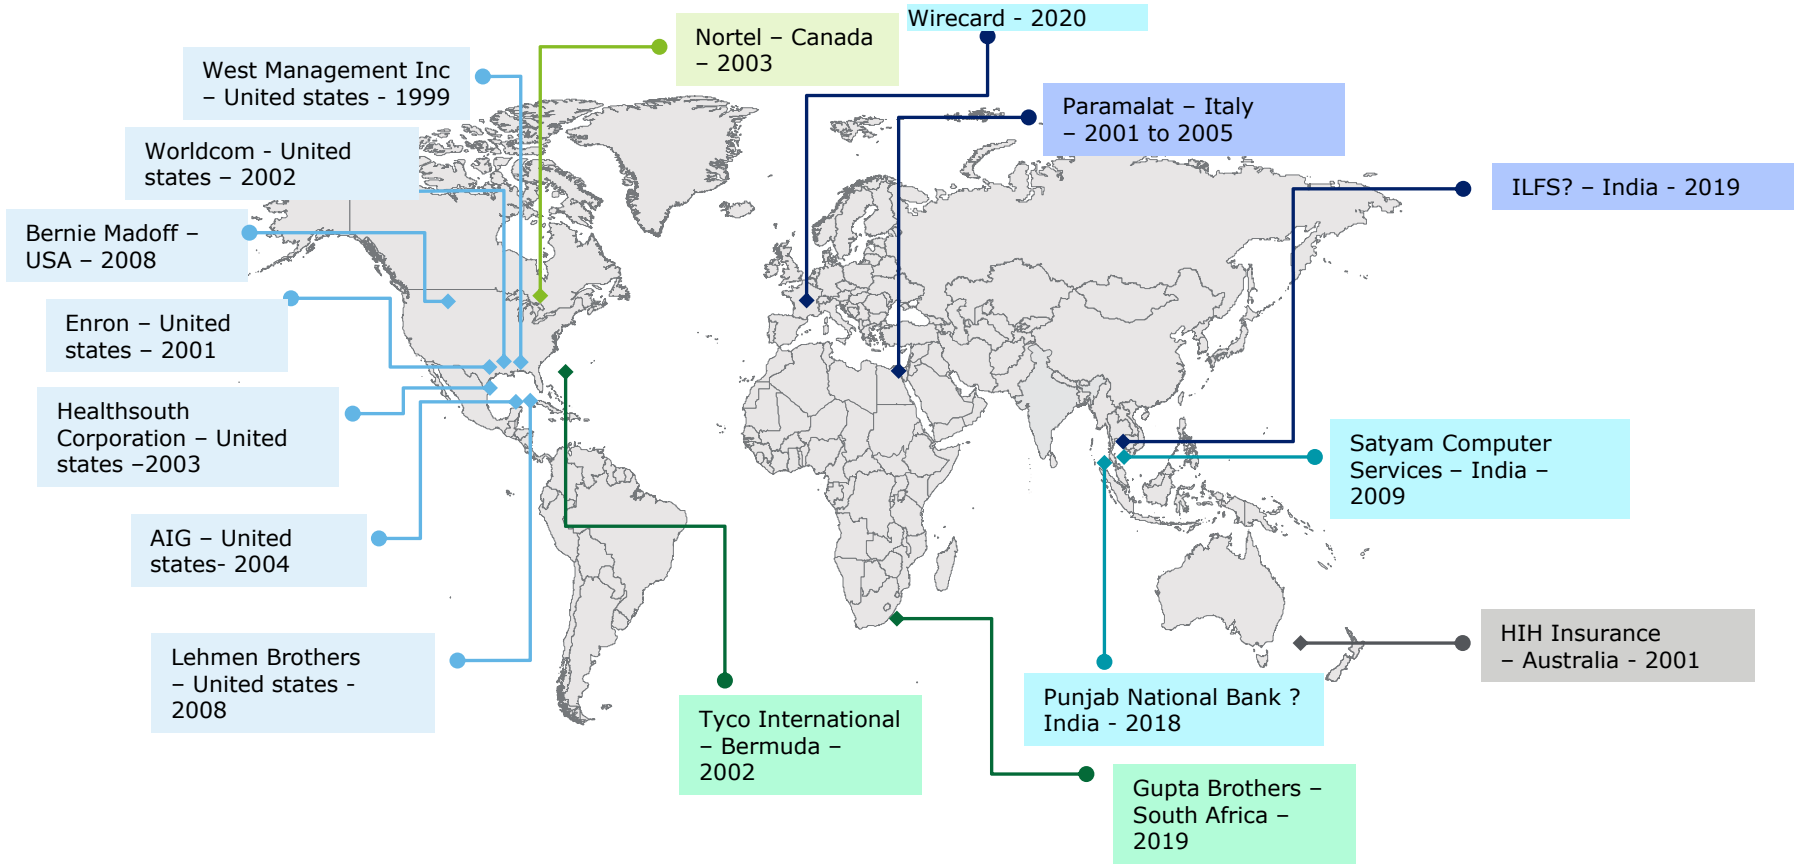 Wirecard - 2020
Nortel – Canada
– 2003
West Management Inc
– United states - 1999
Paramalat – Italy
– 2001 to 2005
Worldcom - United
states – 2002
ILFS? – India - 2019
Bernie Madoff –
USA – 2008
Enron – United
states – 2001
Healthsouth
Corporation – United
states –2003
Satyam Computer
Services – India –
2009
AIG – United
states- 2004
HIH Insurance
– Australia - 2001
Lehmen Brothers
– United states -
2008
Punjab National Bank ?
India - 2018
Tyco International
– Bermuda –
2002
Gupta Brothers –
South Africa –
2019